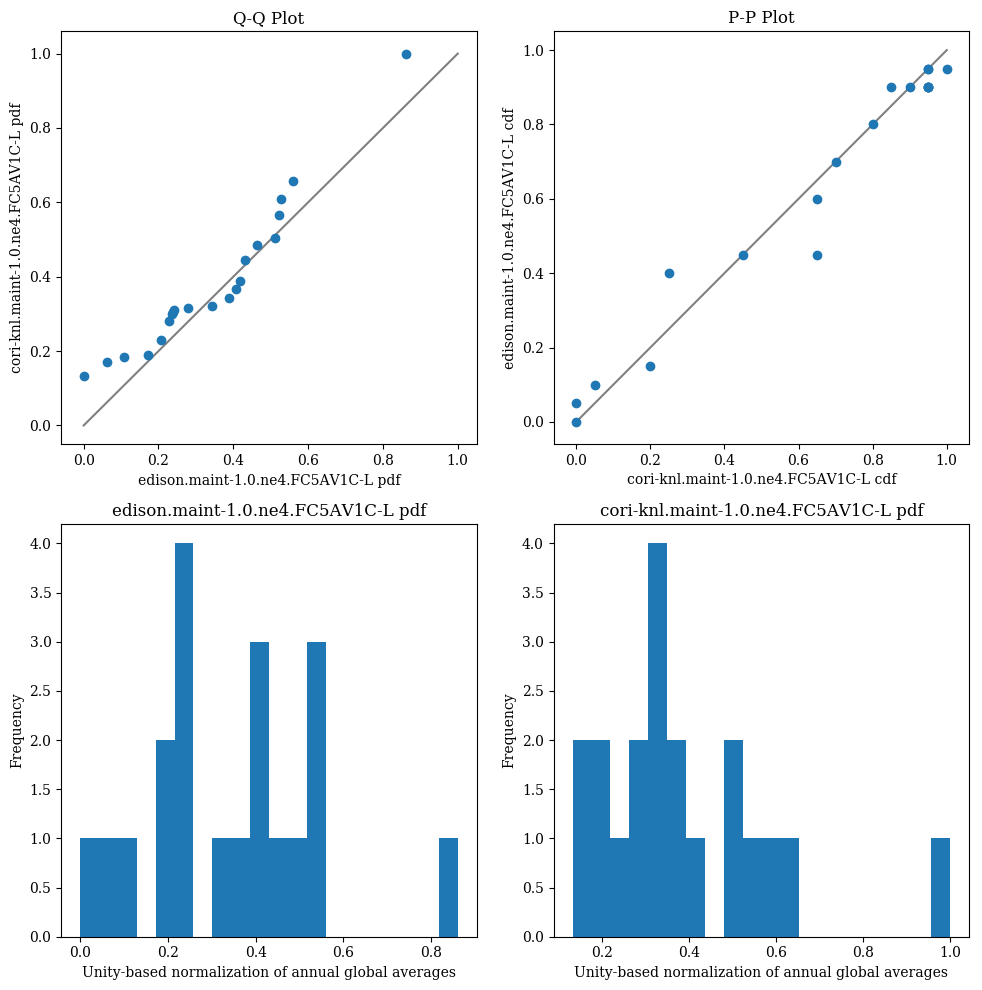 Q-Q Plot
1.0
0.8
0.6
0.4
0.2
0.0
cori-knl.maint-1.0.ne4.FC5AV1C-L pdf
0.0 0.2 0.4 0.6 0.8 1.0
edison.maint-1.0.ne4.FC5AV1C-L pdf
P-P Plot
1.0
0.8
0.6
0.4
0.2
0.0
edison.maint-1.0.ne4.FC5AV1C-L cdf
0.0 0.2 0.4 0.6 0.8 1.0
cori-knl.maint-1.0.ne4.FC5AV1C-L cdf
edison.maint-1.0.ne4.FC5AV1C-L pdf
4.0
3.5
3.0
2.5
2.0
1.5
1.0
0.5
0.0
Frequency
0.0 0.2 0.4 0.6 0.8
Unity-based normalization of annual global averages
cori-knl.maint-1.0.ne4.FC5AV1C-L pdf
4.0
3.5
3.0
2.5
2.0
1.5
1.0
0.5
0.0
Frequency
0.2 0.4 0.6 0.8 1.0
Unity-based normalization of annual global averages